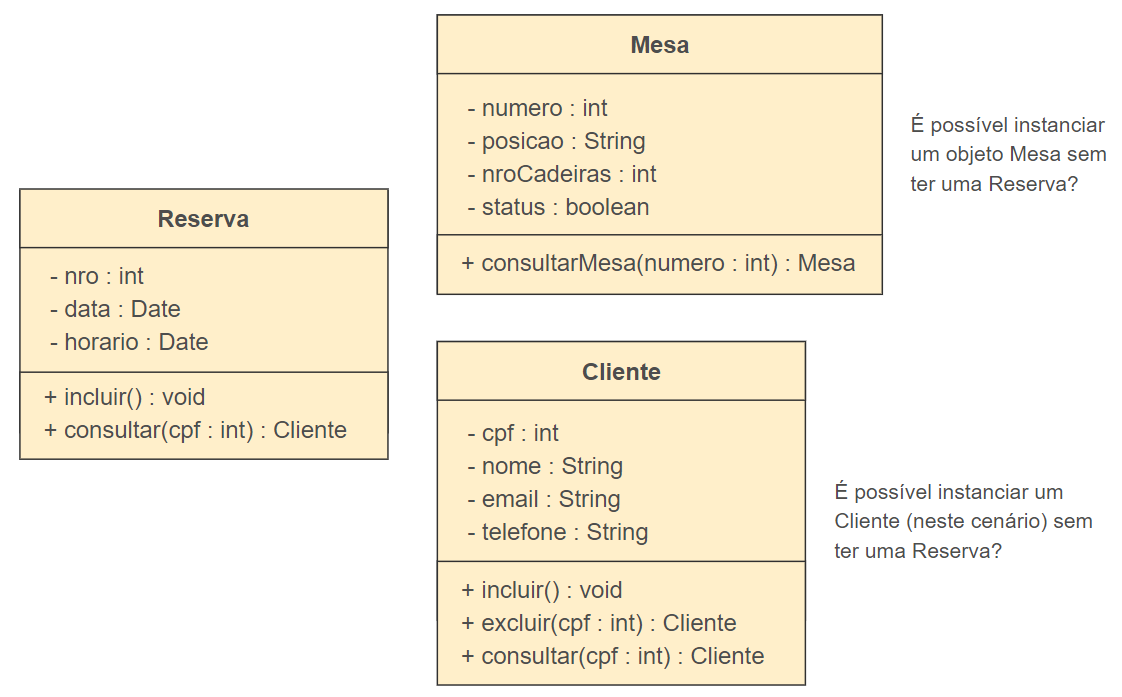 Mesa
- numero : int
- posicao : String
- nroCadeiras : int
- status : boolean
+ consultarMesa(numero : int) : Mesa
É possível instanciar
um objeto Mesa sem
ter uma Reserva?
Reserva
- nro : int
- data : Date
- horario : Date
+ incluir() : void
+ consultar(cpf : int) : Cliente
Cliente
- cpf : int
- nome : String
- email : String
- telefone : String
+ incluir() : void
+ excluir(cpf : int) : Cliente
+ consultar(cpf : int) : Cliente
É possível instanciar um
Cliente (neste cenário) sem
ter uma Reserva?